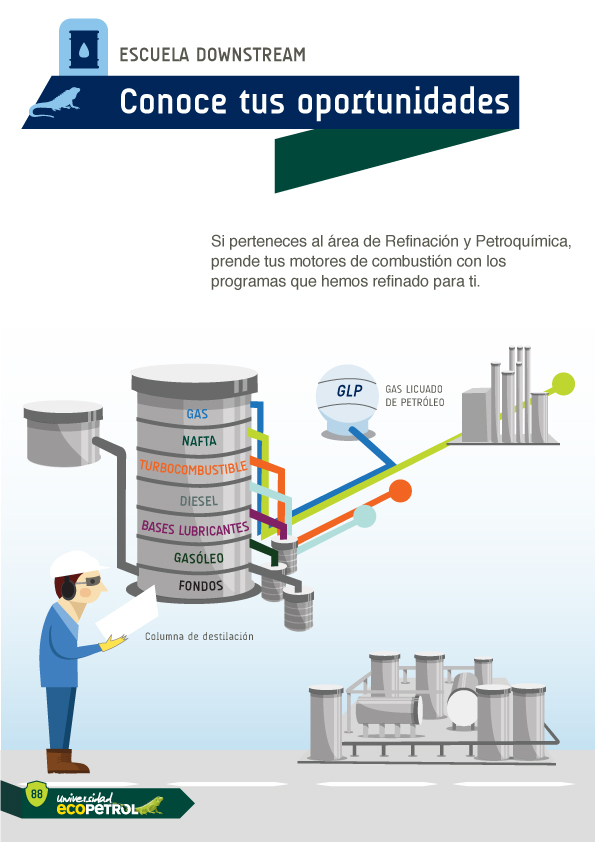 ESCUELA DOWNSTREAM
Conoce tus oportunidades
Si perteneces al área de Refinación y Petroquímica,
prende tus motores de combustión con los
programas que hemos refinado para ti.
GAS
NAFTA
TURBOCOMBUSTIBLE
DIESEL
BASES LUBRICANTES
GASÓLEO
FONDOS
GLP
GAS LICUADO
DE PETRÓLEO
Columna de destilación
88
Universidad
ECOPETROL